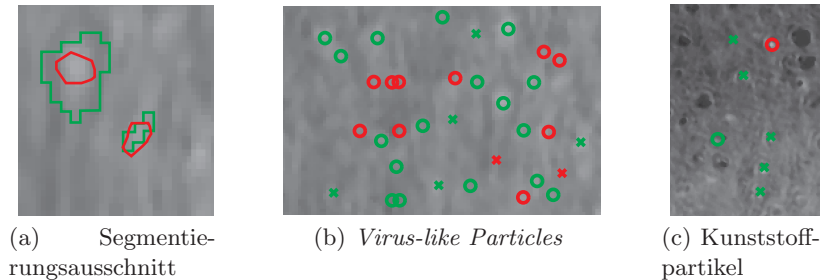 (a) Segmentie-
rungsausschnitt
(b) Virus-like Particles
(c) Kunststoff-
partikel